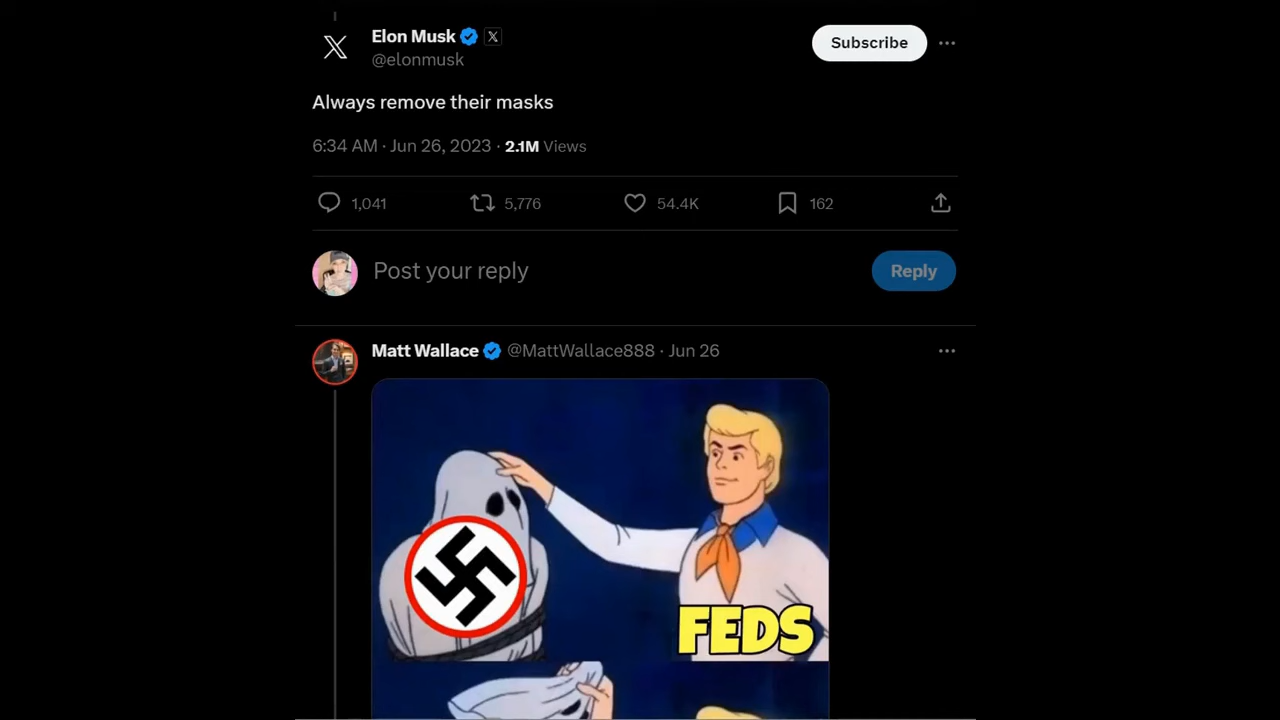 Elon Musk
@elonmusk
Subscribe
Always remove their masks
6:34 AM · Jun 26, 2023 · 2.1M Views
1,041 5,776 54.4K 162
Post your reply
Reply
Matt Wallace @MattWallace888 · Jun 26
FEDS